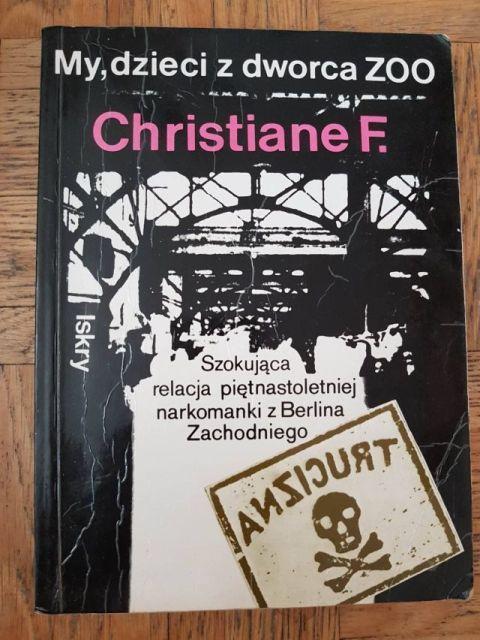 My, dzieci z dworca ZOO
Christiane F.
Iskry
Szokująca
relacja piętnastoletniej
narkomanki z Berlina
Zachodniego
TRUCIZNA